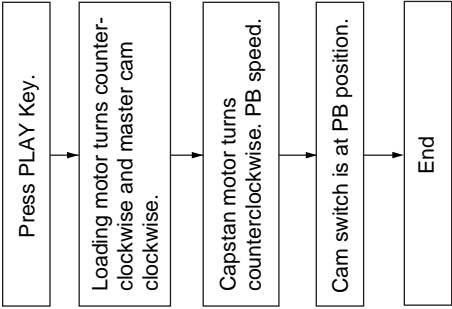 Press PLAY Key.
Loading motor turns counter-
clockwise and master cam
clockwise.
Capstan motor turns
counterclockwise. PB speed.
Cam switch is at PB position.
End